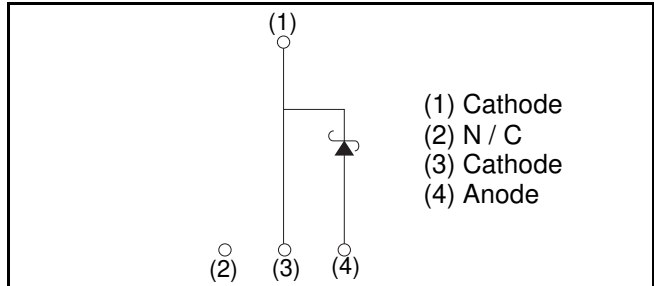 (1)
(1) Cathode
(2) N / C
(3) Cathode
(4) Anode
(2) (3) (4)